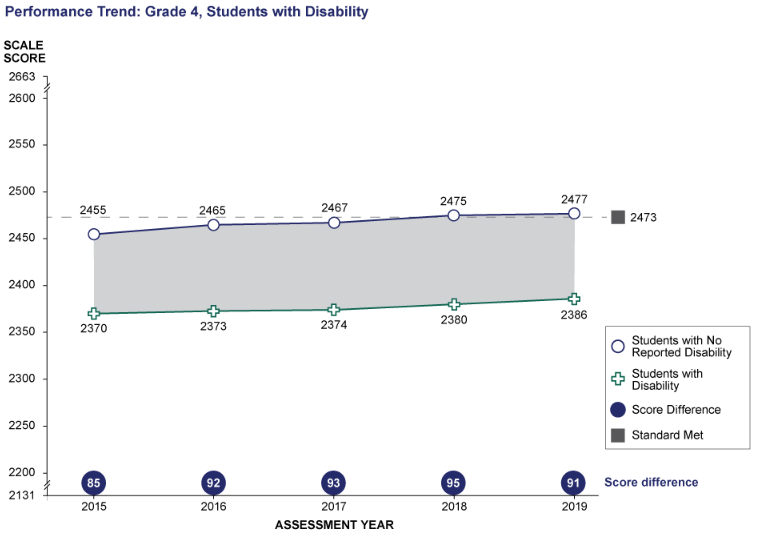 Performance Trend: Grade 4, Students with Disability
SCALE
SCORE
2663
2600
2550
2500
2450
2400
2350
2300
2250
2200
2131
2455
2465
2467
2475
2477
2473
2370
2373
2374
2380
2386
Students with No
Reported Disability
Students with
Disability
Score Difference
Standard Met
85
92
93
95
91
Score difference
2015
2016
2017
2018
2019
ASSESSMENT YEAR